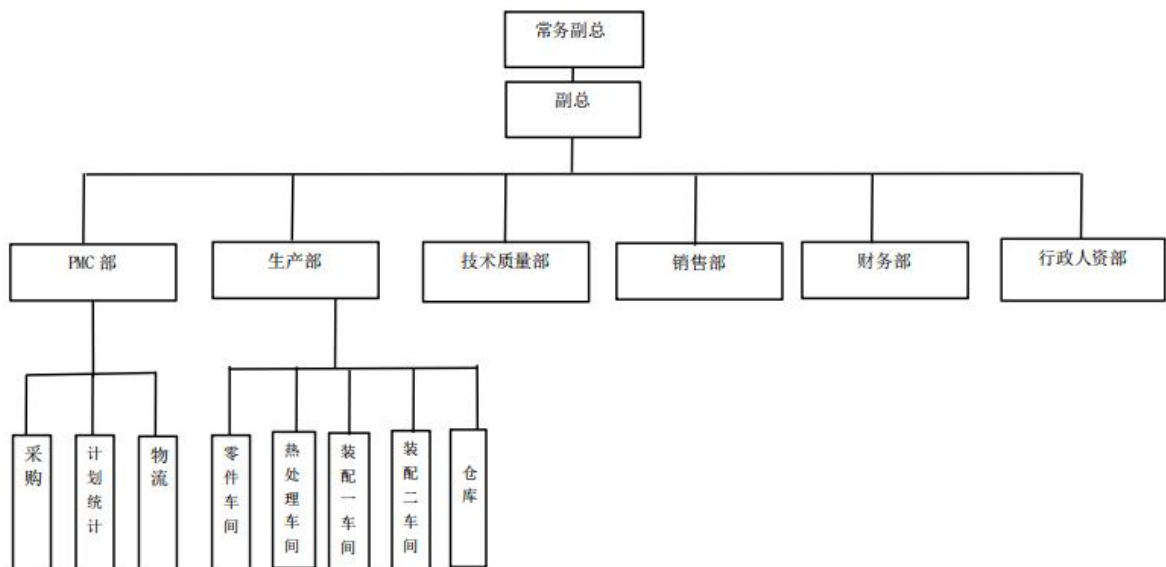 常务副总
副总
PMC 部
生产部
技术质量部
销售部
财务部
行政人资部
采购
计划统计
物流
零件车间
热处理车间
装配一车间
装配二车间
仓库